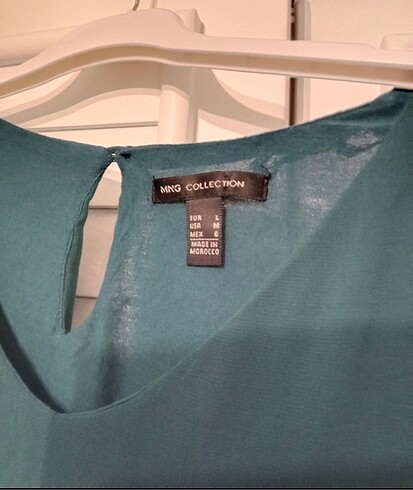 MNG COLLECTION
EUR L
USA M
MEX 6
MADE IN
MOROCCO